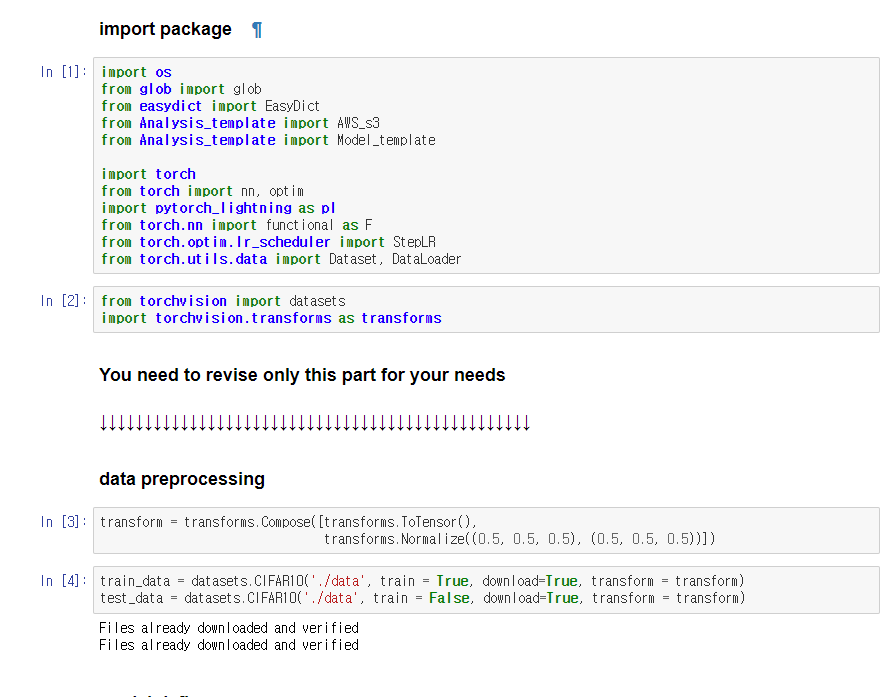 import package ¶
In [1]:
import os
from glob import glob
from easydict import EasyDict
from Analysis_template import AWS_s3
from Analysis_template import Model_template
import torch
from torch import nn, optim
import pytorch_lightning as pl
from torch.nn import functional as F
from torch.optim.lr_scheduler import StepLR
from torch.utils.data import Dataset, DataLoader
In [2]:
from torchvision import datasets
import torchvision.transforms as transforms
You need to revise only this part for your needs
↓↓↓↓↓↓↓↓↓↓↓↓↓↓↓↓↓↓↓↓↓↓↓↓↓↓↓↓↓↓↓↓↓↓↓↓↓↓↓↓↓↓↓↓↓↓↓↓
data preprocessing
In [3]:
transform = transforms.Compose([transforms.ToTensor(),
transforms.Normalize((0.5, 0.5, 0.5), (0.5, 0.5, 0.5))])
In [4]:
train_data = datasets.CIFAR10('./data', train = True, download=True, transform = transform)
test_data = datasets.CIFAR10('./data', train = False, download=True, transform = transform)
Files already downloaded and verified
Files already downloaded and verified